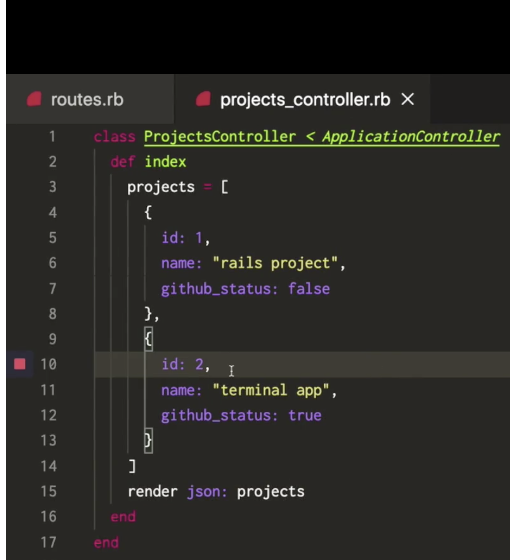 routes.rb projects_controller.rb ×
1 class ProjectsController < ApplicationController
2 def index
3 projects = [
4 {
5 id: 1,
6 name: "rails project",
7 github_status: false
8 },
9 {
10 id: 2,
11 name: "terminal app",
12 github_status: true
13 }
14 ]
15 render json: projects
16 end
17 end